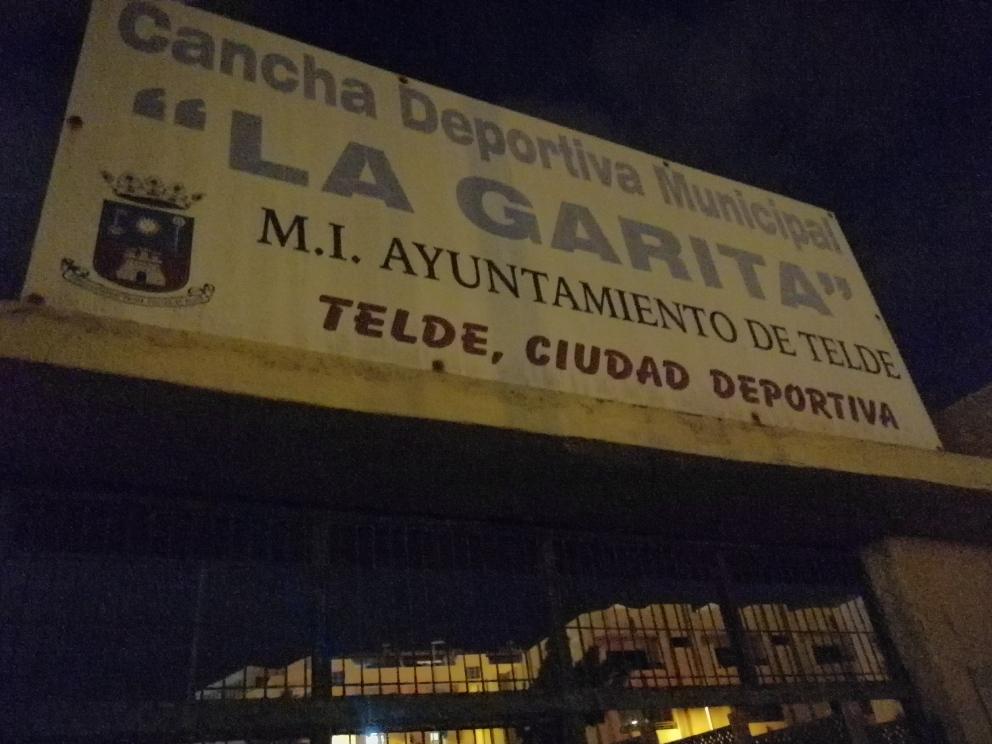 Cancha Deportiva Municipal
“LA GARITA”
M.I. AYUNTAMIENTO DE TELDE
TELDE, CIUDAD DEPORTIVA